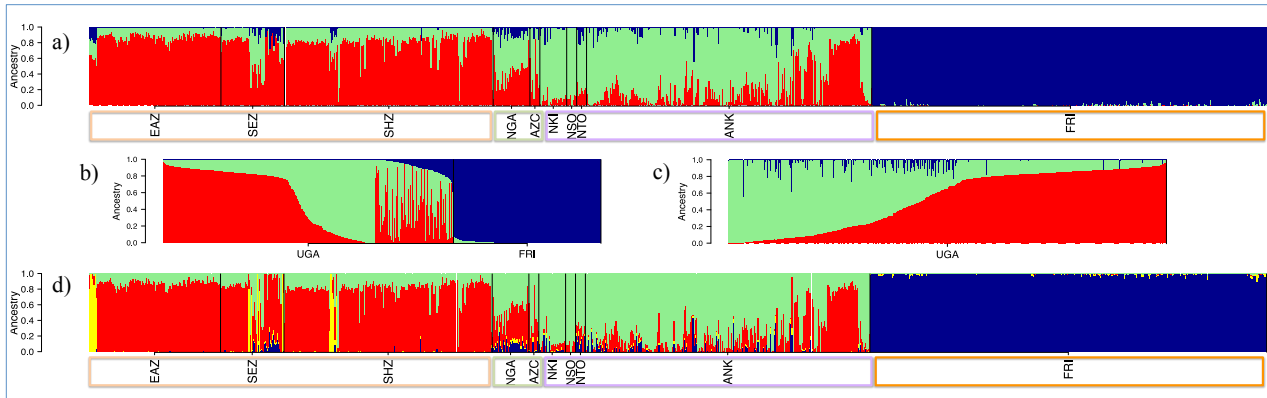 a)
Ancestry
1.0
0.8
0.6
0.4
0.2
0.0
EAZ
SEZ
SHZ
NGA
AZC
NKI
NSO
NTO
ANK
FRI
b)
Ancestry
1.0
0.8
0.6
0.4
0.2
0.0
UGA
FRI
c)
Ancestry
1.0
0.8
0.6
0.4
0.2
0.0
UGA
d)
Ancestry
1.0
0.8
0.6
0.4
0.2
0.0
EAZ
SEZ
SHZ
NGA
AZC
NKI
NSO
NTO
ANK
FRI